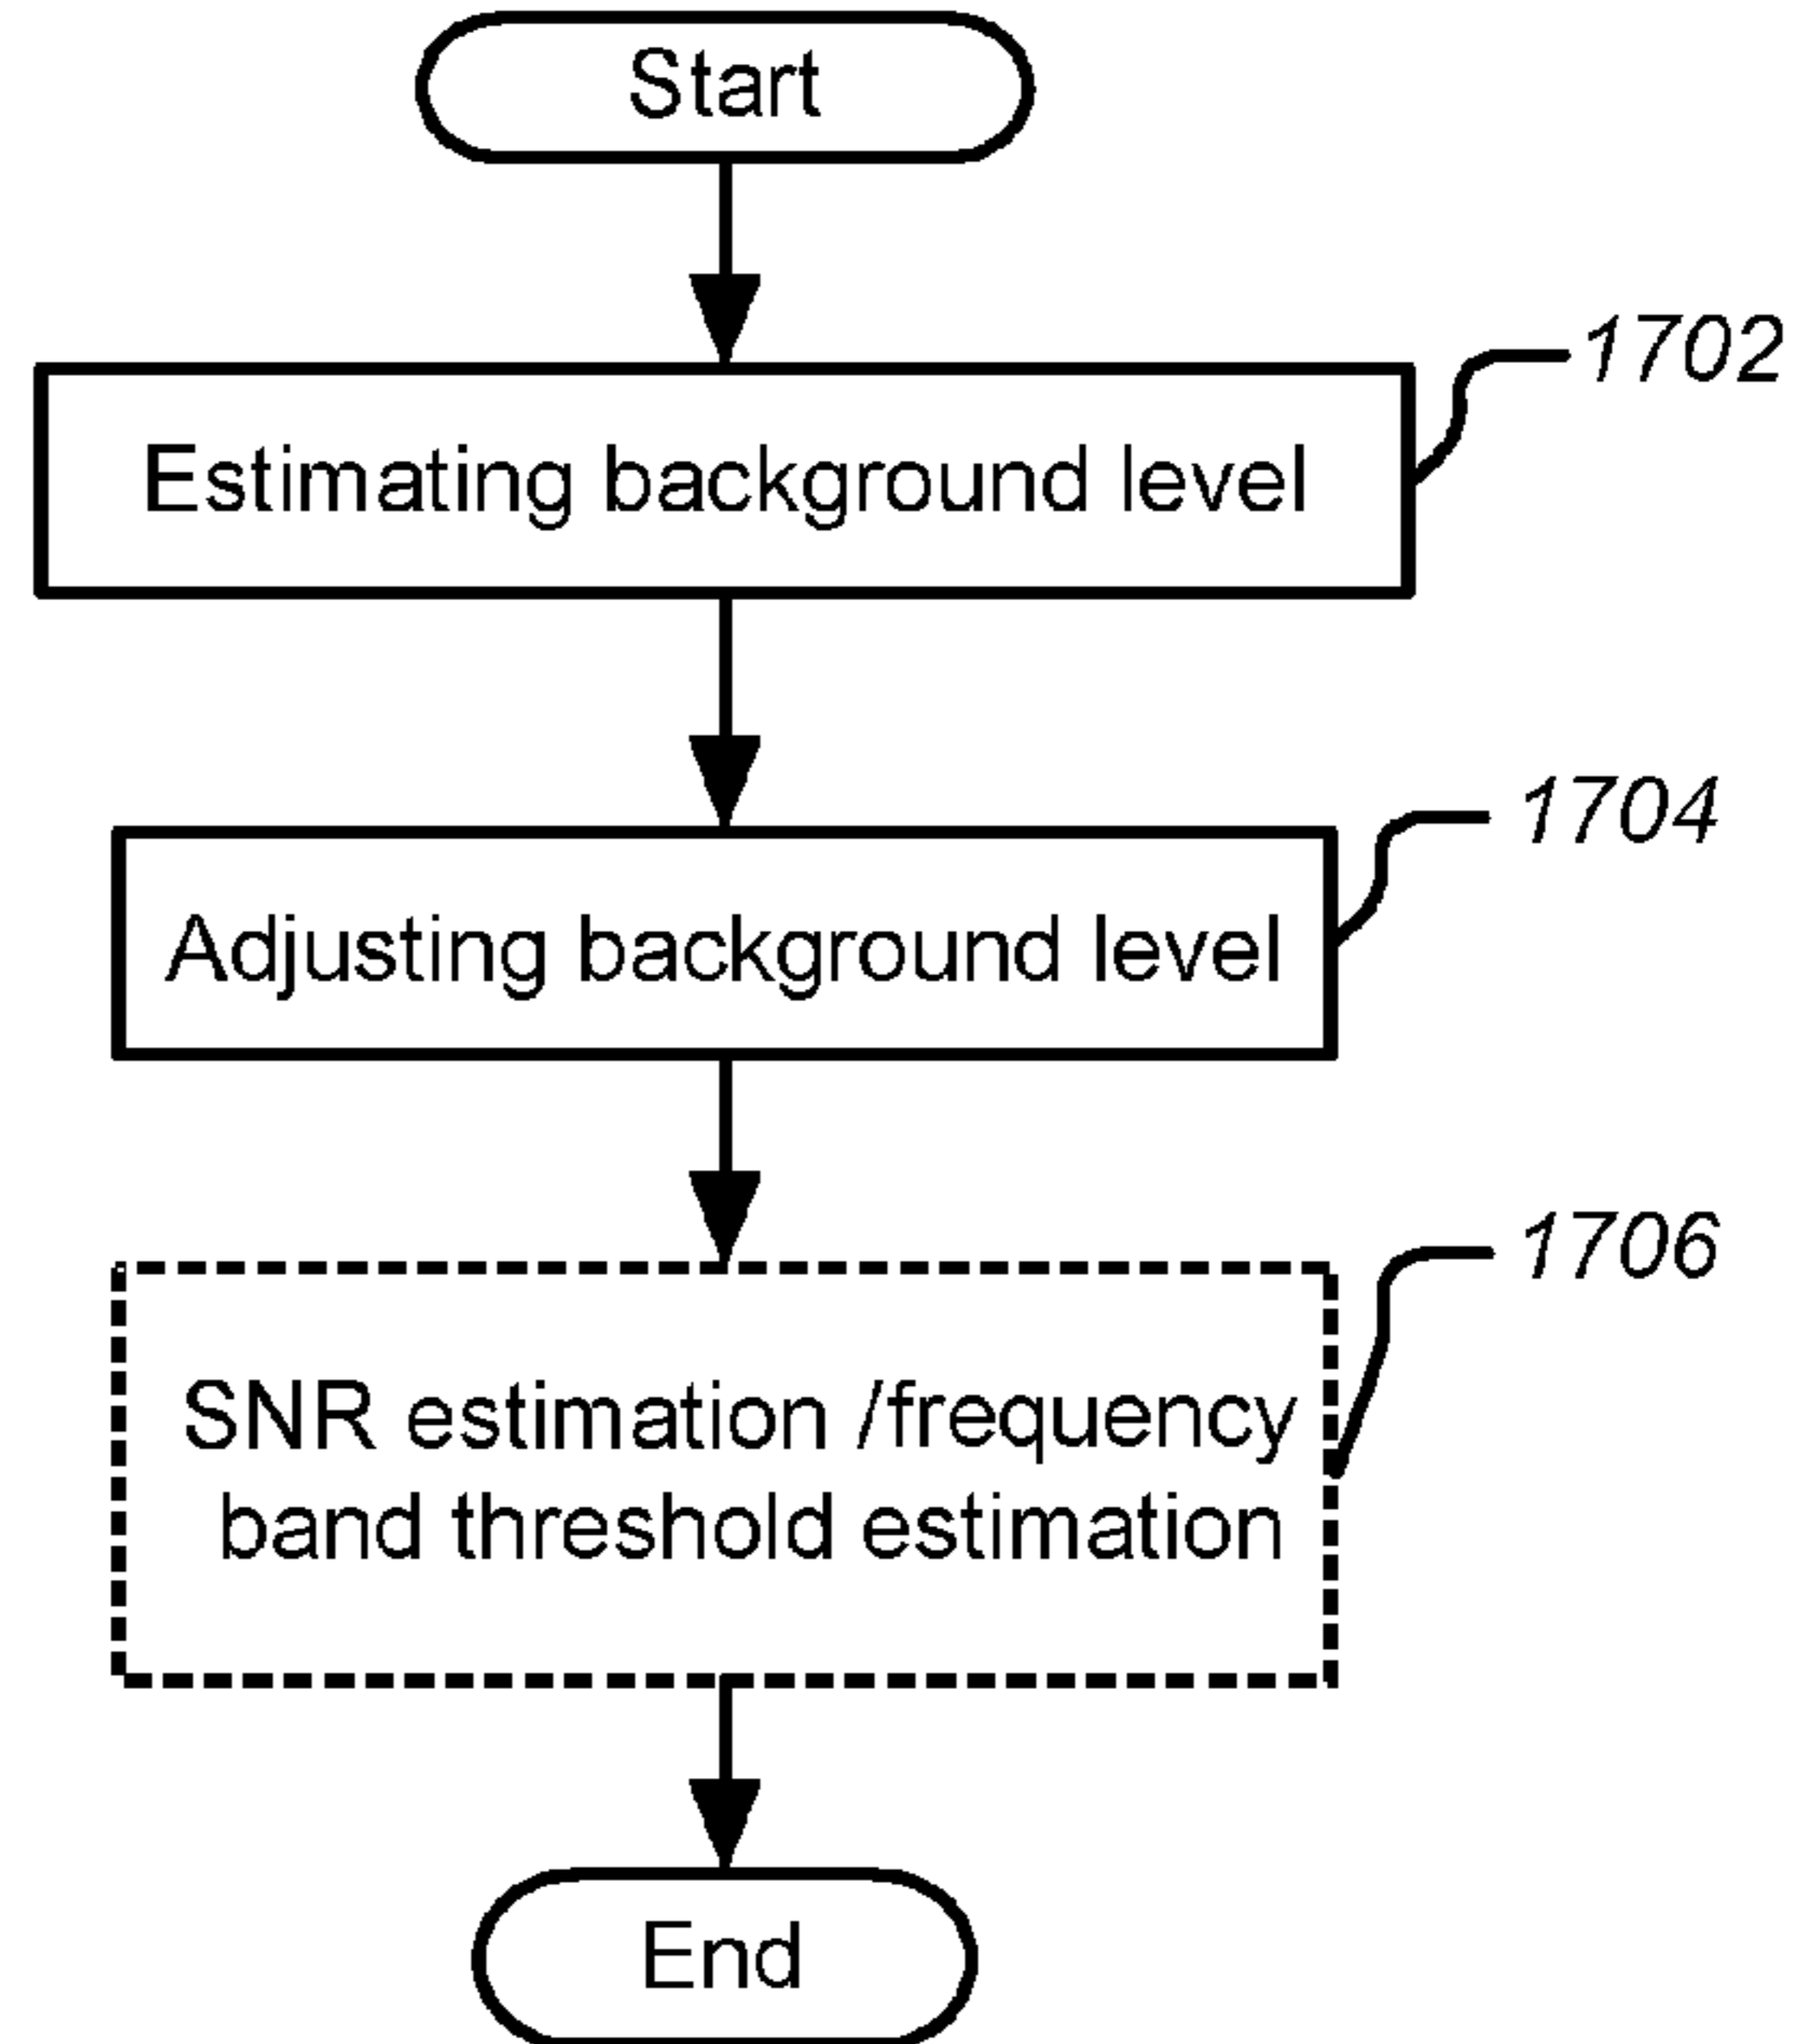 Start
1702
Estimating background level
1704
Adjusting background level
1706
SNR estimation /frequency
band threshold estimation
End